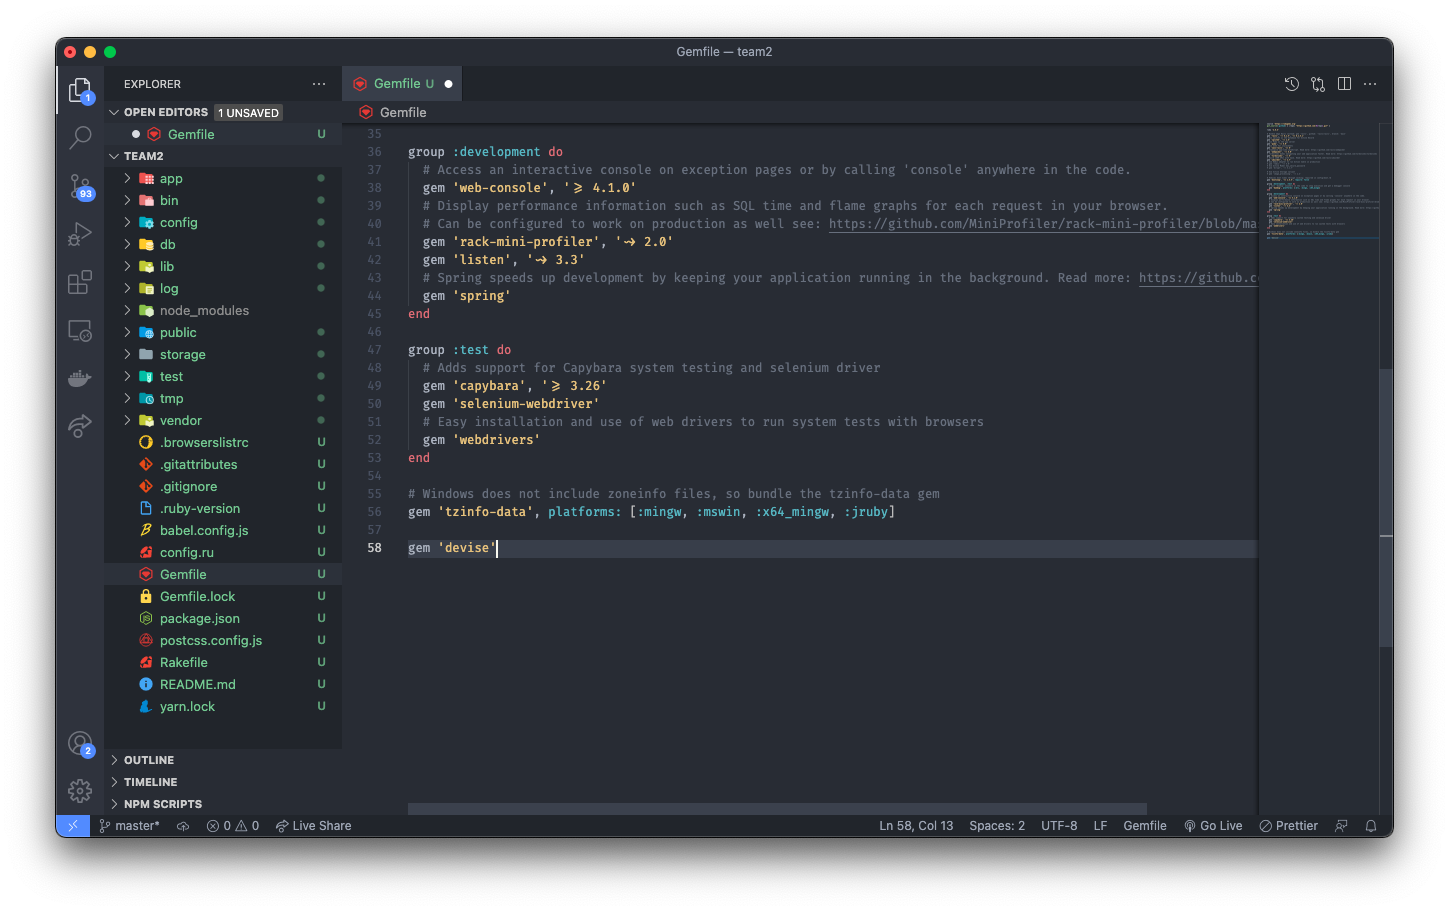 Gemfile — team2
EXPLORER
Gemfile U
OPEN EDITORS 1 UNSAVED
Gemfile U
TEAM2
app
bin
config
db
lib
log
node_modules
public
storage
test
tmp
vendor
.browserslistrc U
.gitattributes U
.gitignore U
.ruby-version U
babel.config.js U
config.ru U
Gemfile U
Gemfile.lock U
package.json U
postcss.config.js U
Rakefile U
README.md U
yarn.lock U
OUTLINE
TIMELINE
NPM SCRIPTS
1
93
2
Gemfile
35
36 group :development do
37 # Access an interactive console on exception pages or by calling 'console' anywhere in the code.
38 gem 'web-console', '>= 4.1.0'
39 # Display performance information such as SQL time and flame graphs for each request in your browser.
40 # Can be configured to work on production as well see: https://github.com/MiniProfiler/rack-mini-profiler/blob/ma
41 gem 'rack-mini-profiler', '~> 2.0'
42 gem 'listen', '~> 3.3'
43 # Spring speeds up development by keeping your application running in the background. Read more: https://github.c
44 gem 'spring'
45 end
46
47 group :test do
48 # Adds support for Capybara system testing and selenium driver
49 gem 'capybara', '>= 3.26'
50 gem 'selenium-webdriver'
51 # Easy installation and use of web drivers to run system tests with browsers
52 gem 'webdrivers'
53 end
54
55 # Windows does not include zoneinfo files, so bundle the tzinfo-data gem
56 gem 'tzinfo-data', platforms: [:mingw, :mswin, :x64_mingw, :jruby]
57
58 gem 'devise'
master* 0 0 Live Share Ln 58, Col 13 Spaces: 2 UTF-8 LF Gemfile Go Live Prettier